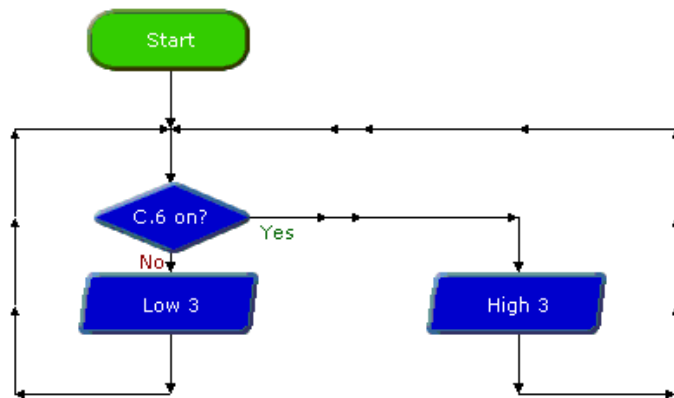 Start
C.6 on?
Yes
No
Low 3
High 3